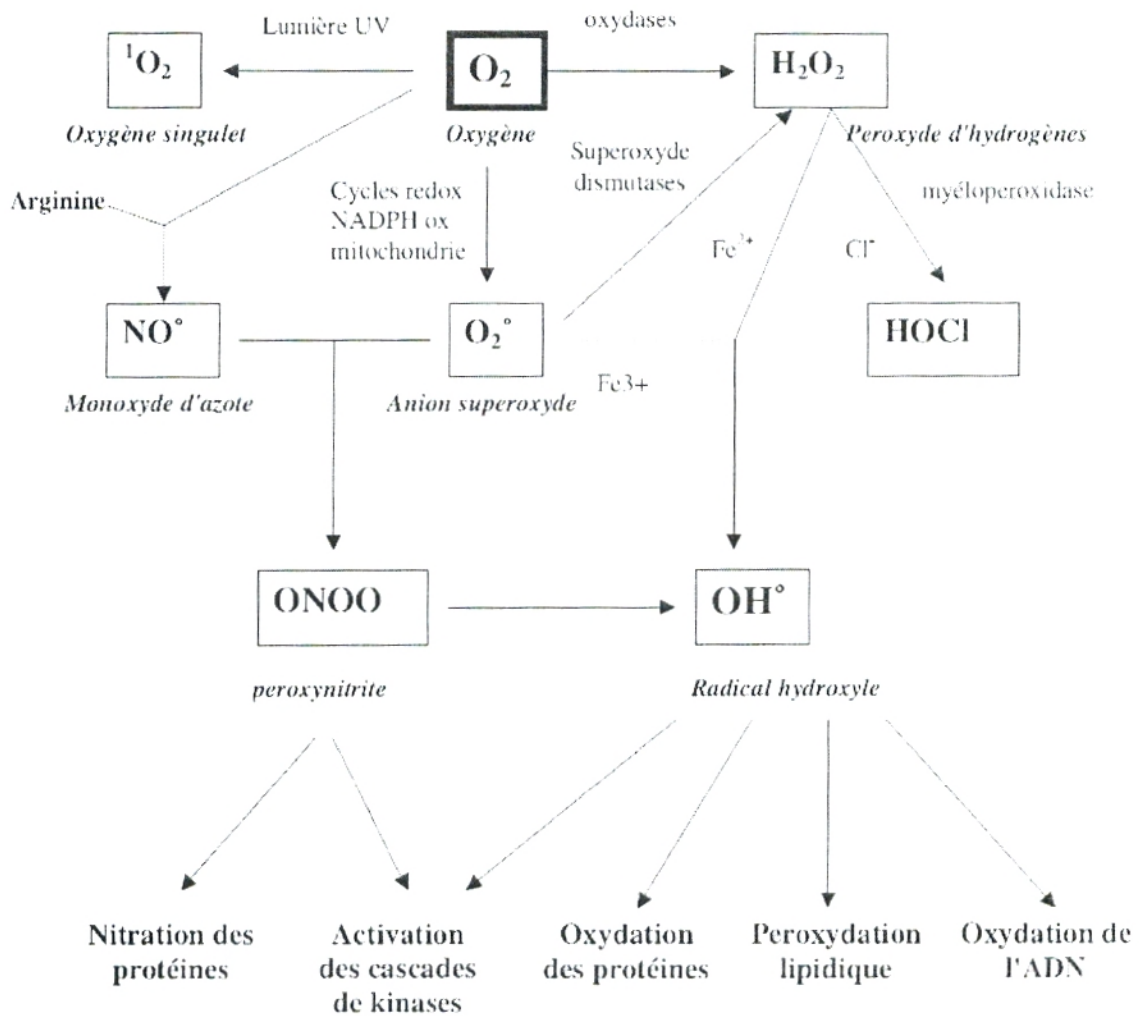 Lumière UV
oxydases
¹O₂
O₂
H₂O₂
Oxygène singulet
Oxygène
Peroxyde d'hydrogènes
Superoxyde
dismutases
Arginine
Cycles redox
NADPH ox
mitochondrie
myéloperoxidase
Fe²⁺
Cl⁻
NO°
O₂°
HOCl
Fe3+
Monoxyde d'azote
Anion superoxyde
ONOO
OH°
peroxynitrite
Radical hydroxyle
Nitration des
protéines
Activation
des cascades
de kinases
Oxydation
des protéines
Peroxydation
lipidique
Oxydation de
l'ADN